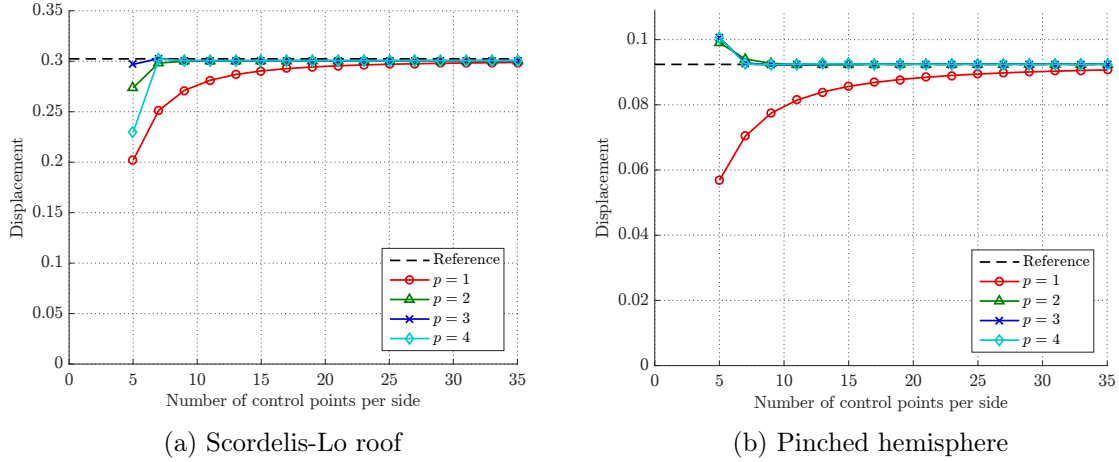 0.35
0.3
0.25
0.2
0.15
0.1
0.05
0
Displacement
0 5 10 15 20 25 30 35
Number of control points per side
Reference
p = 1
p = 2
p = 3
p = 4
(a) Scordelis-Lo roof
0.1
0.08
0.06
0.04
0.02
0
Displacement
0 5 10 15 20 25 30 35
Number of control points per side
Reference
p = 1
p = 2
p = 3
p = 4
(b) Pinched hemisphere